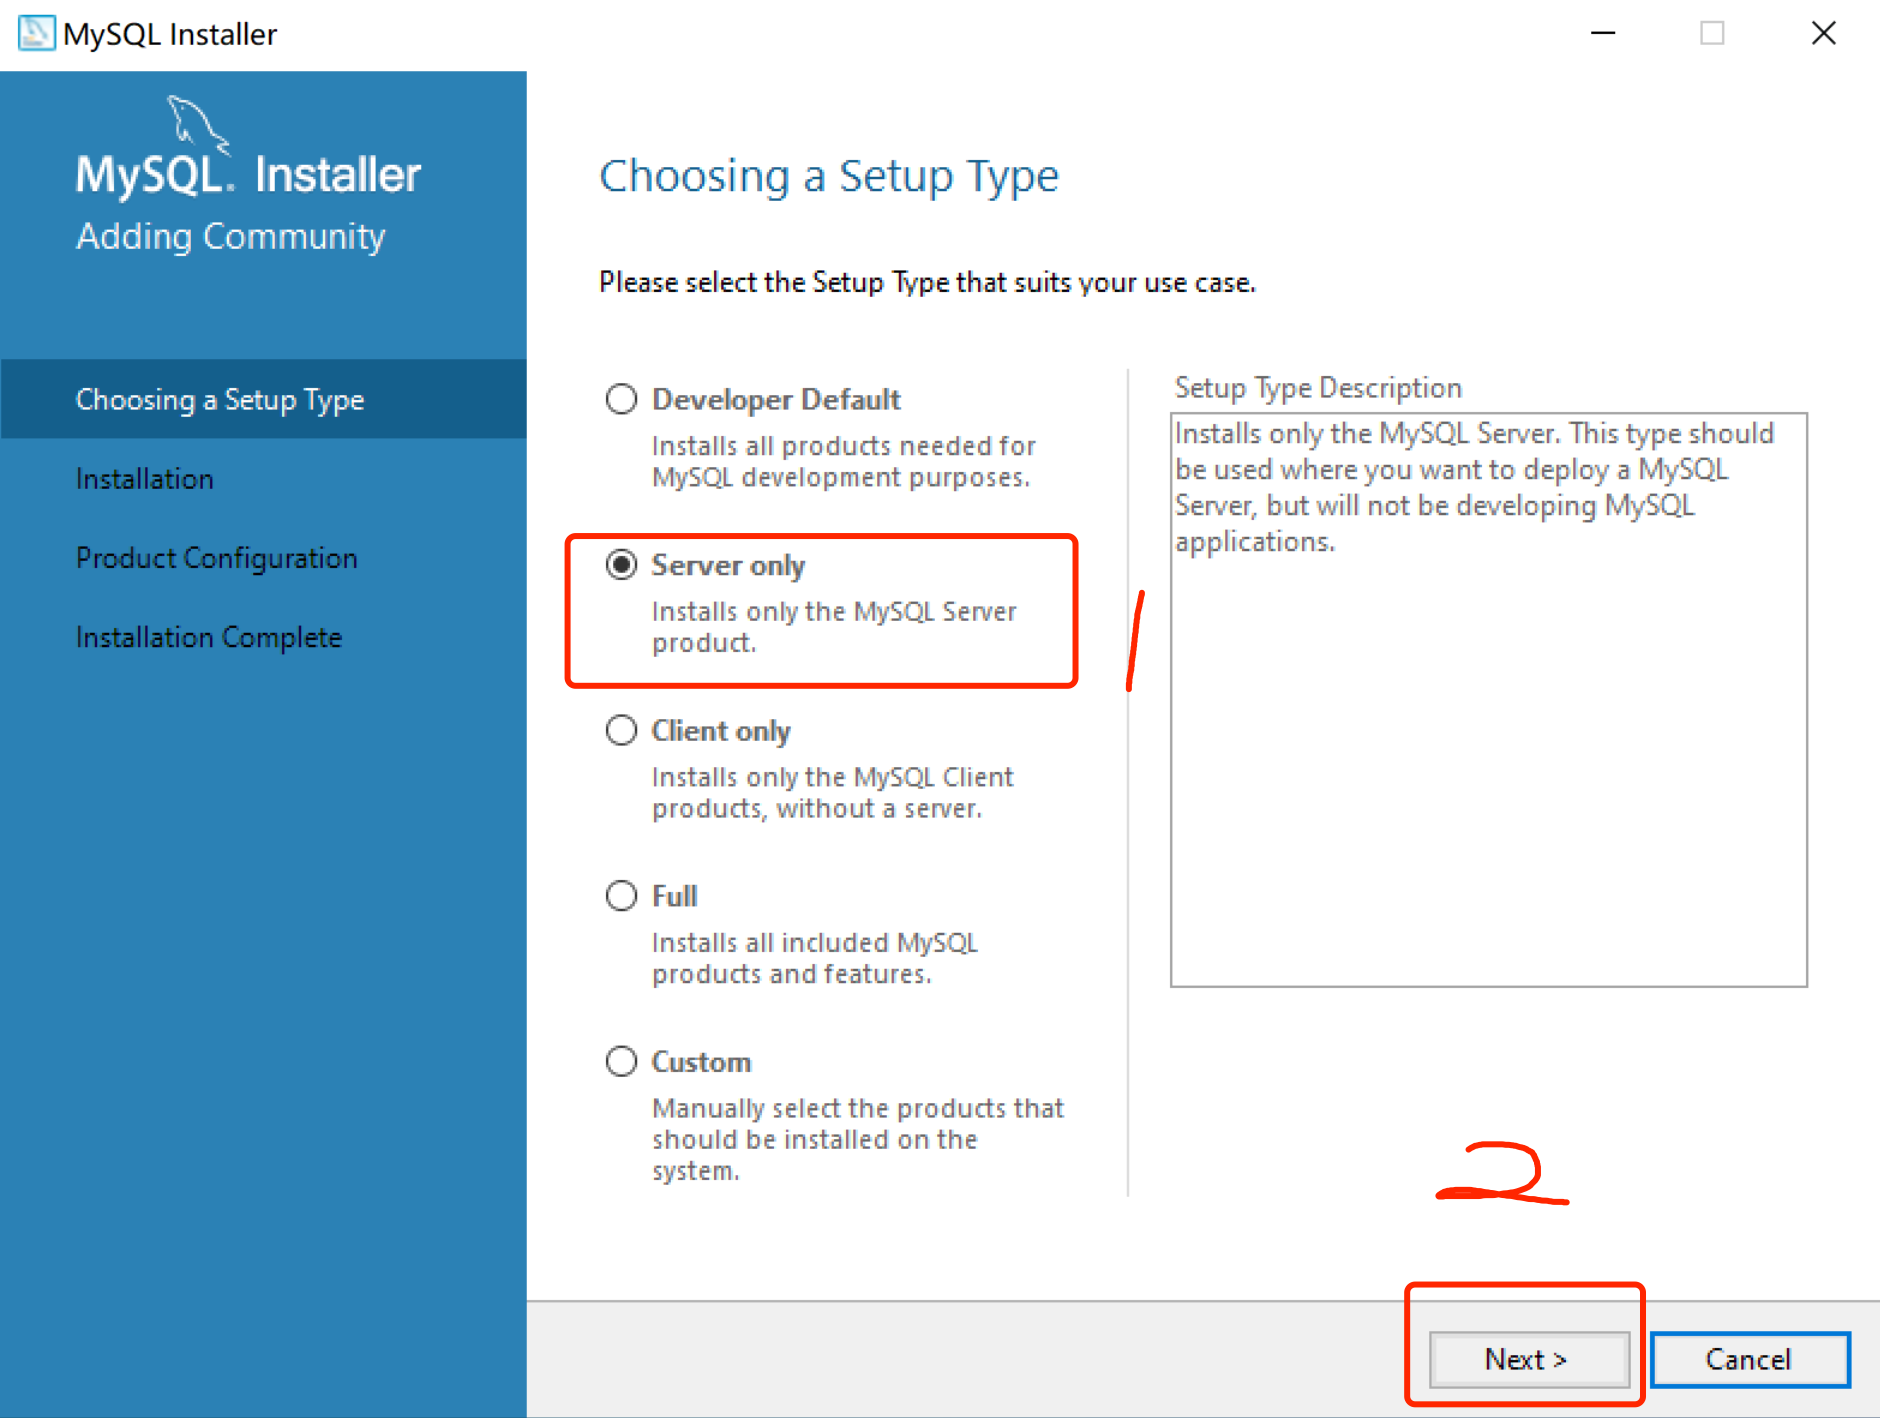 MySQL Installer
MySQL. Installer
Adding Community
Choosing a Setup Type
Installation
Product Configuration
Installation Complete
Choosing a Setup Type
Please select the Setup Type that suits your use case.
Developer Default
Installs all products needed for
MySQL development purposes.
Server only
Installs only the MySQL Server
product.
Client only
Installs only the MySQL Client
products, without a server.
Full
Installs all included MySQL
products and features.
Custom
Manually select the products that
should be installed on the
system.
1
Setup Type Description
Installs only the MySQL Server. This type should
be used where you want to deploy a MySQL
Server, but will not be developing MySQL
applications.
2
Next >
Cancel